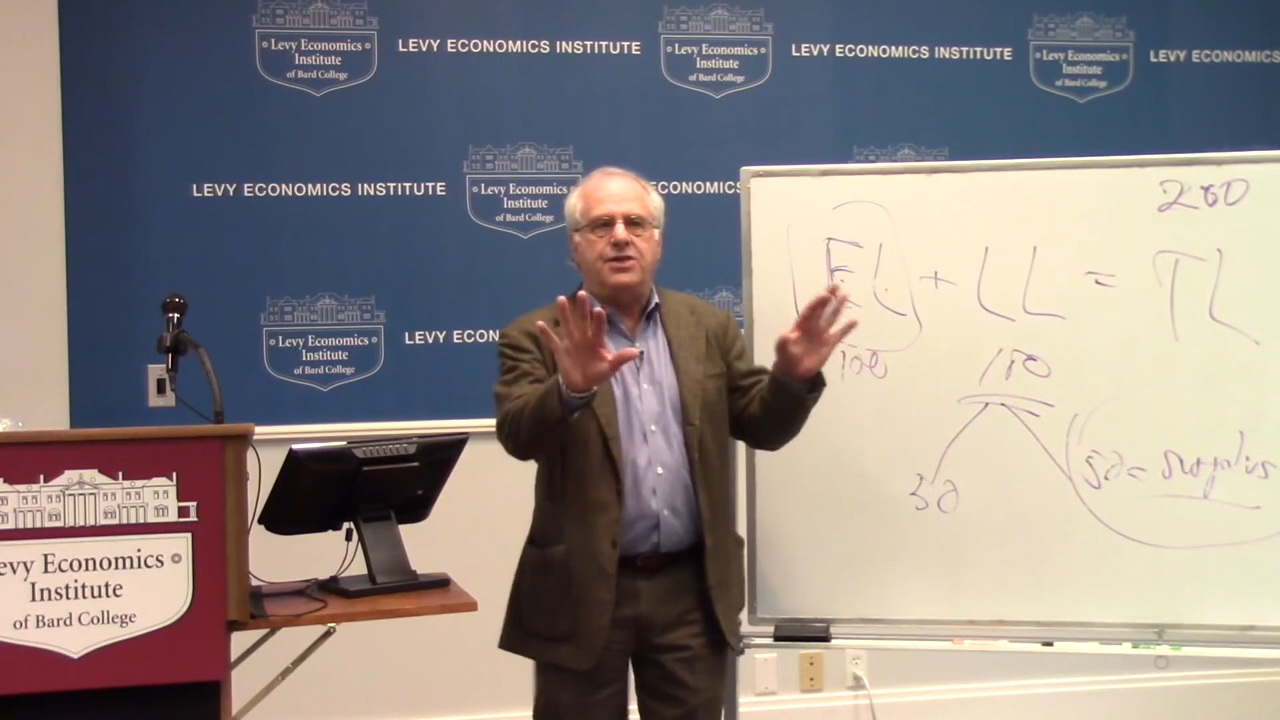 Levy Economics
Institute
of Bard College
LEVY ECONOMICS INSTITUTE
Levy Economics
Institute
of Bard College
LEVY ECONOMICS INSTITUTE
Levy Economics
Institute
of Bard College
LEVY ECONOMICS
LEVY ECONOMICS INSTITUTE
Levy Economics
Institute
of Bard College
ECONOMICS
Levy Economics
Institute
of Bard College
LEVY ECON
200
EL + LL = TL
100
100
50
50 = surplus
evy Economics
Institute
of Bard College